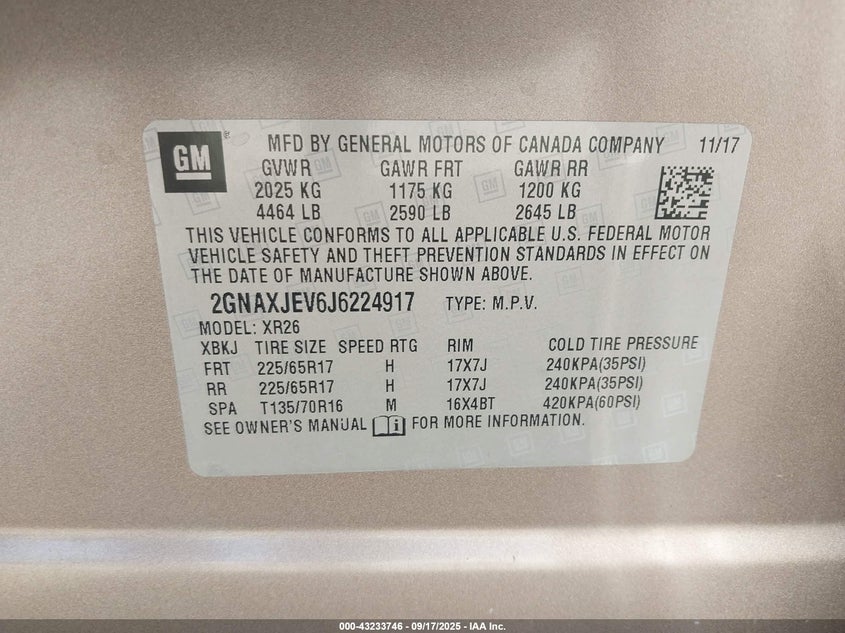 GM
MFD BY GENERAL MOTORS OF CANADA COMPANY 11/17
GVWR GAWR FRT GAWR RR
2025 KG 1175 KG 1200 KG
4464 LB 2590 LB 2645 LB
THIS VEHICLE CONFORMS TO ALL APPLICABLE U.S. FEDERAL MOTOR
VEHICLE SAFETY AND THEFT PREVENTION STANDARDS IN EFFECT ON
THE DATE OF MANUFACTURE SHOWN ABOVE.
2GNAXJEV6J6224917 TYPE: M.P.V.
MODEL: XR26
XBKJ TIRE SIZE SPEED RTG RIM COLD TIRE PRESSURE
FRT 225/65R17 H 17X7J 240KPA(35PSI)
RR 225/65R17 H 17X7J 240KPA(35PSI)
SPA T135/70R16 M 16X4BT 420KPA(60PSI)
SEE OWNER'S MANUAL i FOR MORE INFORMATION.
000-43233746 - 09/17/2025 - IAA Inc.